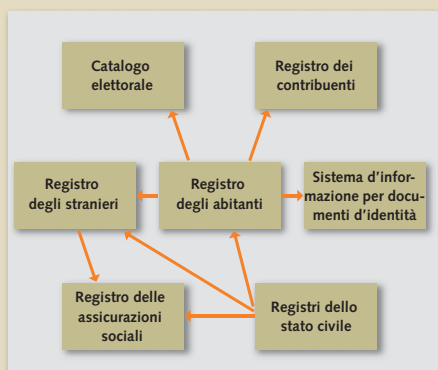 Catalogo
elettorale
Registro dei
contribuenti
Registro
degli stranieri
Registro
degli abitanti
Sistema d’infor-
mazione per docu-
menti d’identità
Registro delle
assicurazioni
sociali
Registri dello
stato civile